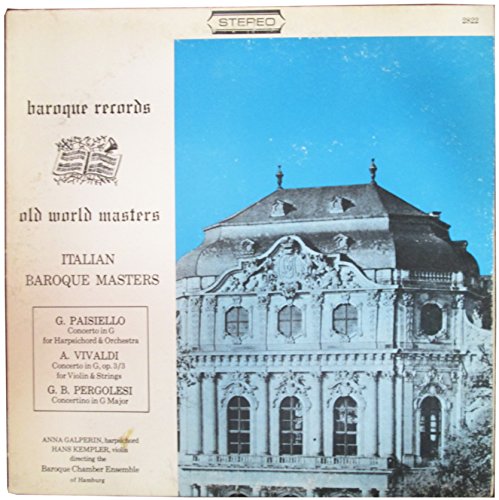 STEREO
2822
baroque records
old world masters
ITALIAN
BAROQUE MASTERS
G. PAISIELLO
Concerto in G
for Harpsichord & Orchestra
A. VIVALDI
Concerto in G, op. 3/3
for Violin & Strings
G. B. PERGOLESI
Concertino in G Major
ANNA GALPERIN, harpsichord
HANS KEMPLER, violin
directing the
Baroque Chamber Ensemble
of Hamburg